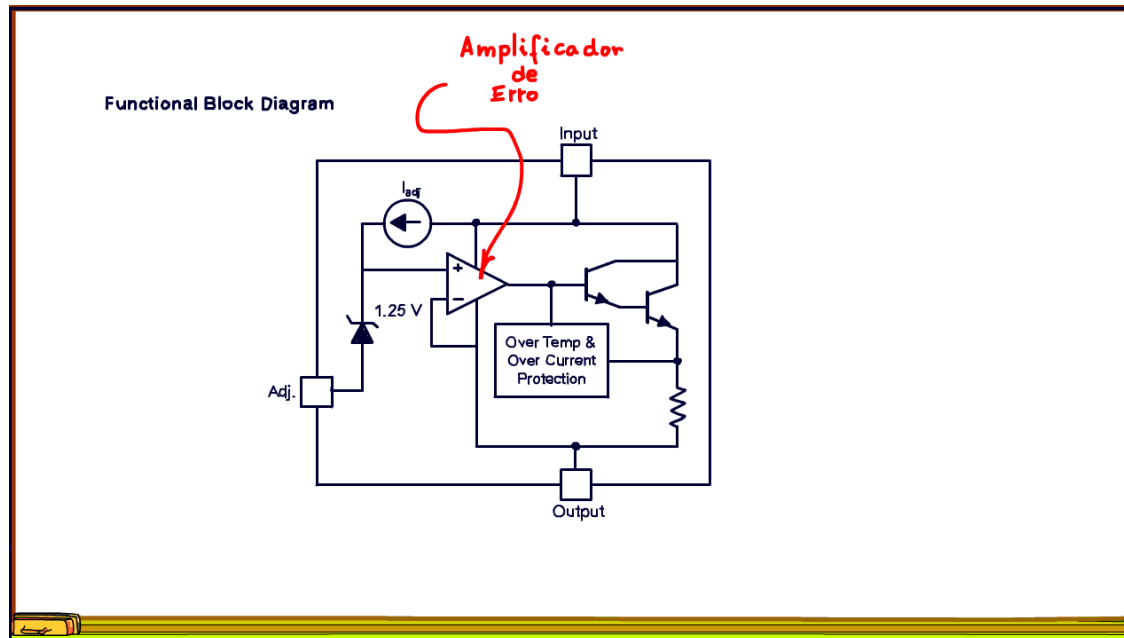 Amplificador
de
Erro
Functional Block Diagram
Input
Iadj
+
1.25 V
−
Over Temp &
Over Current
Protection
Adj.
Output